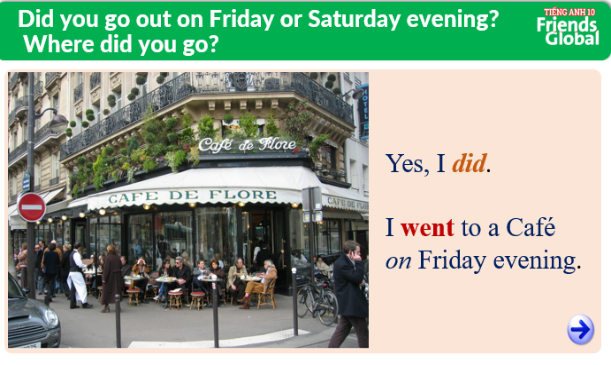 Did you go out on Friday or Saturday evening?
Where did you go?
TIẾNG ANH 10
Friends
Global
Café de Flore
CAFE DE FLORE
HOTEL
Yes, I did.
I went to a Café
on Friday evening.